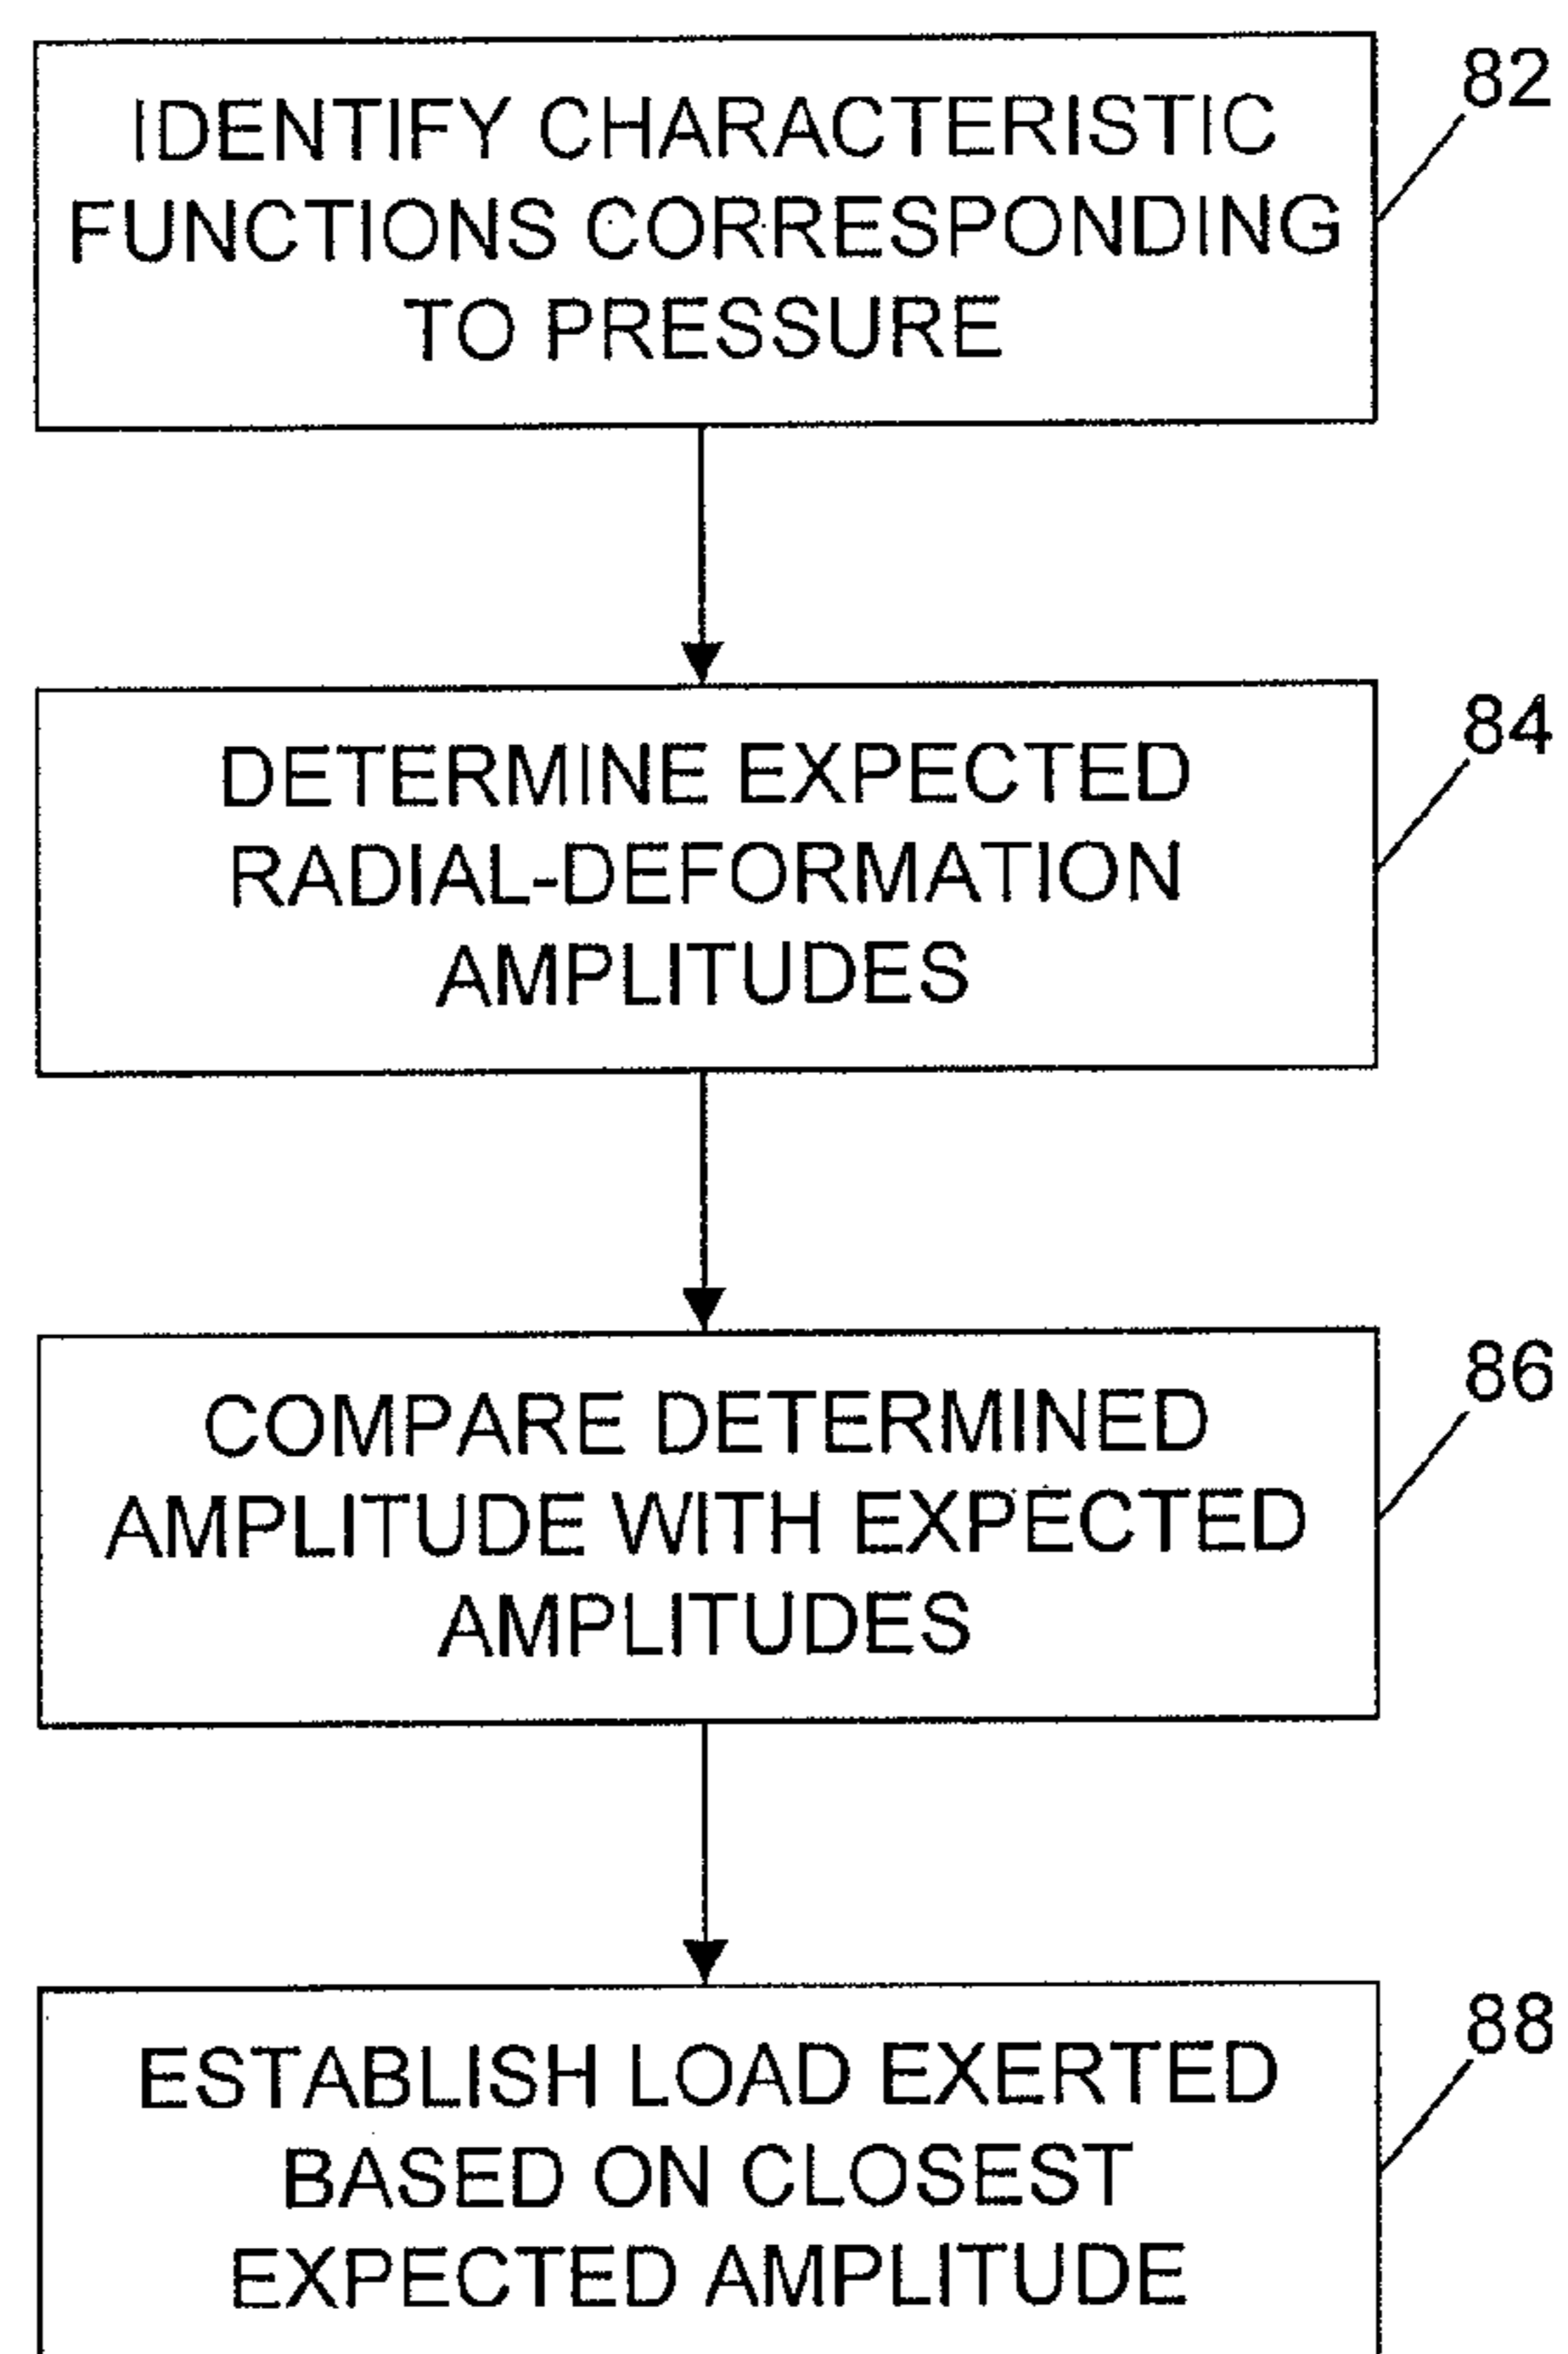 IDENTIFY CHARACTERISTIC
FUNCTIONS CORRESPONDING
TO PRESSURE
82
DETERMINE EXPECTED
RADIAL-DEFORMATION
AMPLITUDES
84
COMPARE DETERMINED
AMPLITUDE WITH EXPECTED
AMPLITUDES
86
ESTABLISH LOAD EXERTED
BASED ON CLOSEST
EXPECTED AMPLITUDE
88